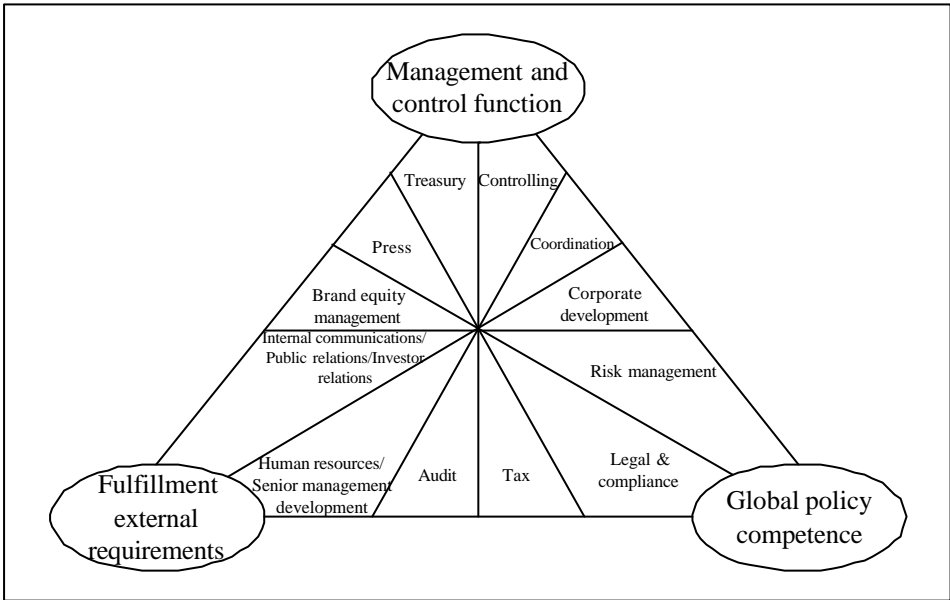 Management and
control function
Treasury
Controlling
Press
Coordination
Brand equity
management
Corporate
development
Internal communications/
Public relations/Investor
relations
Risk management
Human resources/
Senior management
development
Audit
Tax
Legal &
compliance
Fulfillment
external
requirements
Global policy
competence